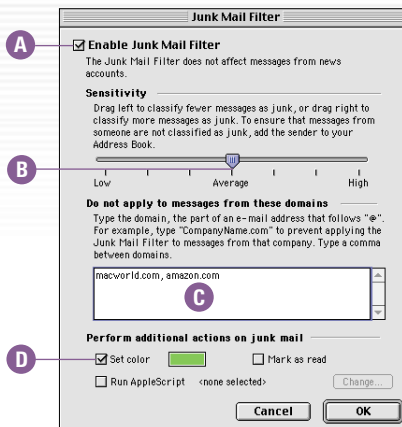 Junk Mail Filter
A
Enable Junk Mail Filter
The Junk Mail Filter does not affect messages from news
accounts.
Sensitivity
Drag left to classify fewer messages as junk, or drag right to
classify more messages as junk. To ensure that messages from
someone are not classified as junk, add the sender to your
Address Book.
B
Low Average High
Do not apply to messages from these domains
Type the domain, the part of an e-mail address that follows "@".
For example, type "CompanyName.com" to prevent applying the
Junk Mail Filter to messages from that company. Type a comma
between domains.
macworld.com, amazon.com
C
Perform additional actions on junk mail
D
Set color Mark as read
Run AppleScript <none selected> Change...
Cancel OK